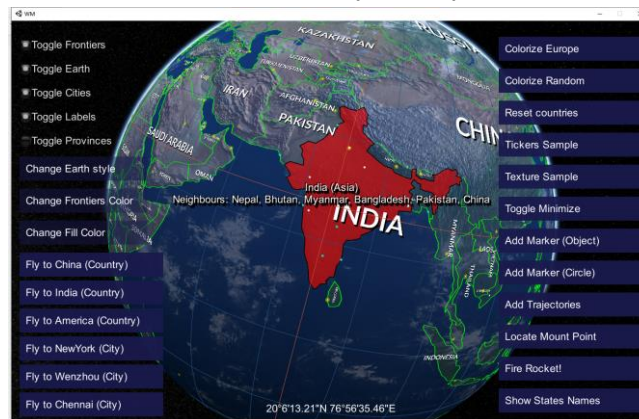 WM
Toggle Frontiers
Toggle Earth
Toggle Cities
Toggle Labels
Toggle Provinces
Change Earth style
Change Frontiers Color
Change Fill Color
Fly to China (Country)
Fly to India (Country)
Fly to America (Country)
Fly to NewYork (City)
Fly to Wenzhou (City)
Fly to Chennai (City)
KAZAKHSTAN
UZBEKISTAN
IRAN
AFGHANISTAN
PAKISTAN
SAUDI ARABIA
OMAN
CHIN
India (Asia)
Neighbours: Nepal, Bhutan, Myanmar, Bangladesh, Pakistan, China
INDIA
MYANMAR
THAILAND
INDONESIA
20°6'13.21"N 76°56'35.46"E
Colorize Europe
Colorize Random
Reset countries
Tickers Sample
Texture Sample
Toggle Minimize
Add Marker (Object)
Add Marker (Circle)
Add Trajectories
Locate Mount Point
Fire Rocket!
Show States Names